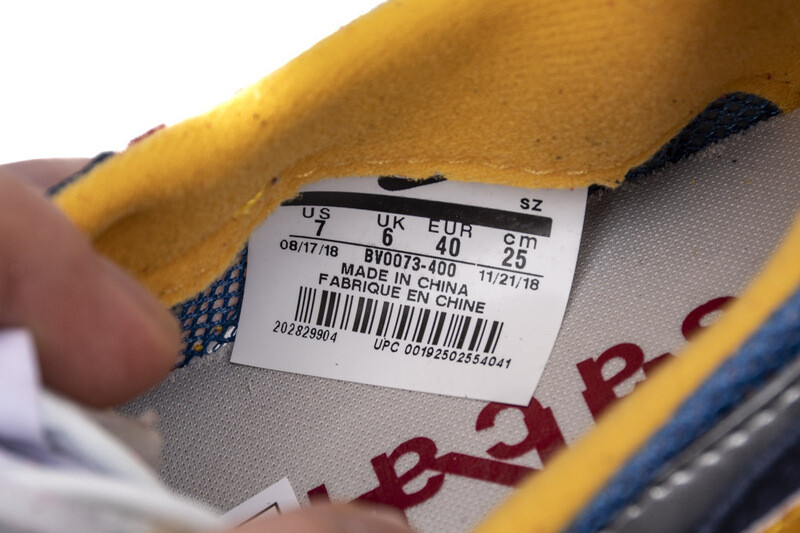 SZ
US UK EUR cm
7 6 40 25
08/17/18 BV0073-400 11/21/18
MADE IN CHINA
FABRIQUE EN CHINE
202829904 UPC 00192502554041